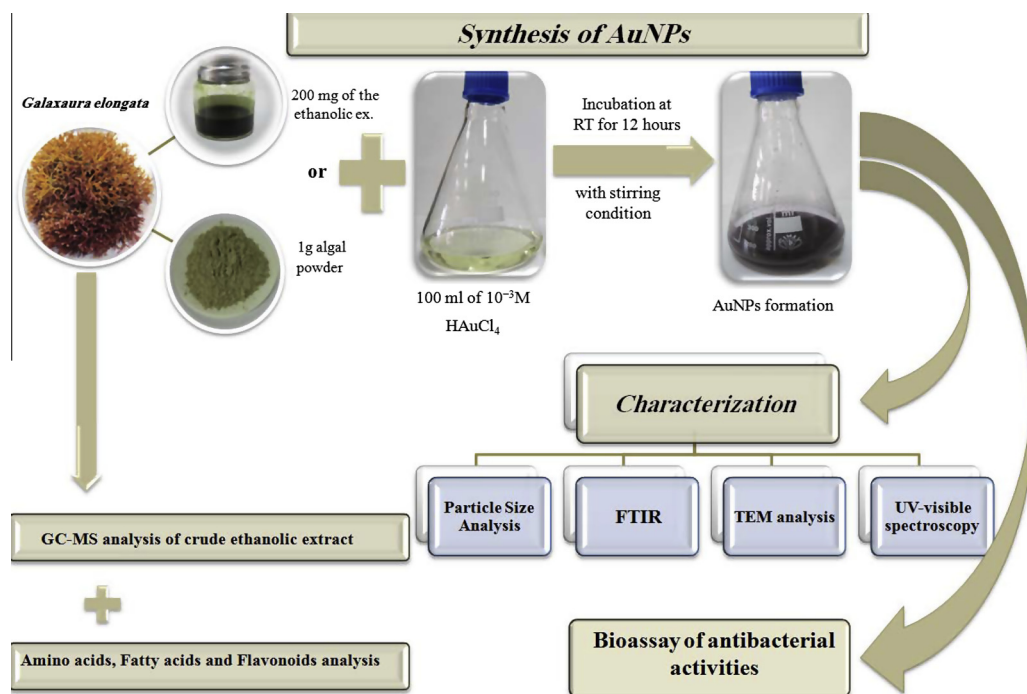 Synthesis of AuNPs
Galaxaura elongata
200 mg of the
ethanolic ex.
or
1g algal
powder
100 ml of 10⁻³M
HAuCl₄
Incubation at
RT for 12 hours
with stirring
condition
AuNPs formation
Characterization
Particle Size
Analysis
FTIR
TEM analysis
UV-visible
spectroscopy
GC-MS analysis of crude ethanolic extract
Amino acids, Fatty acids and Flavonoids analysis
Bioassay of antibacterial
activities